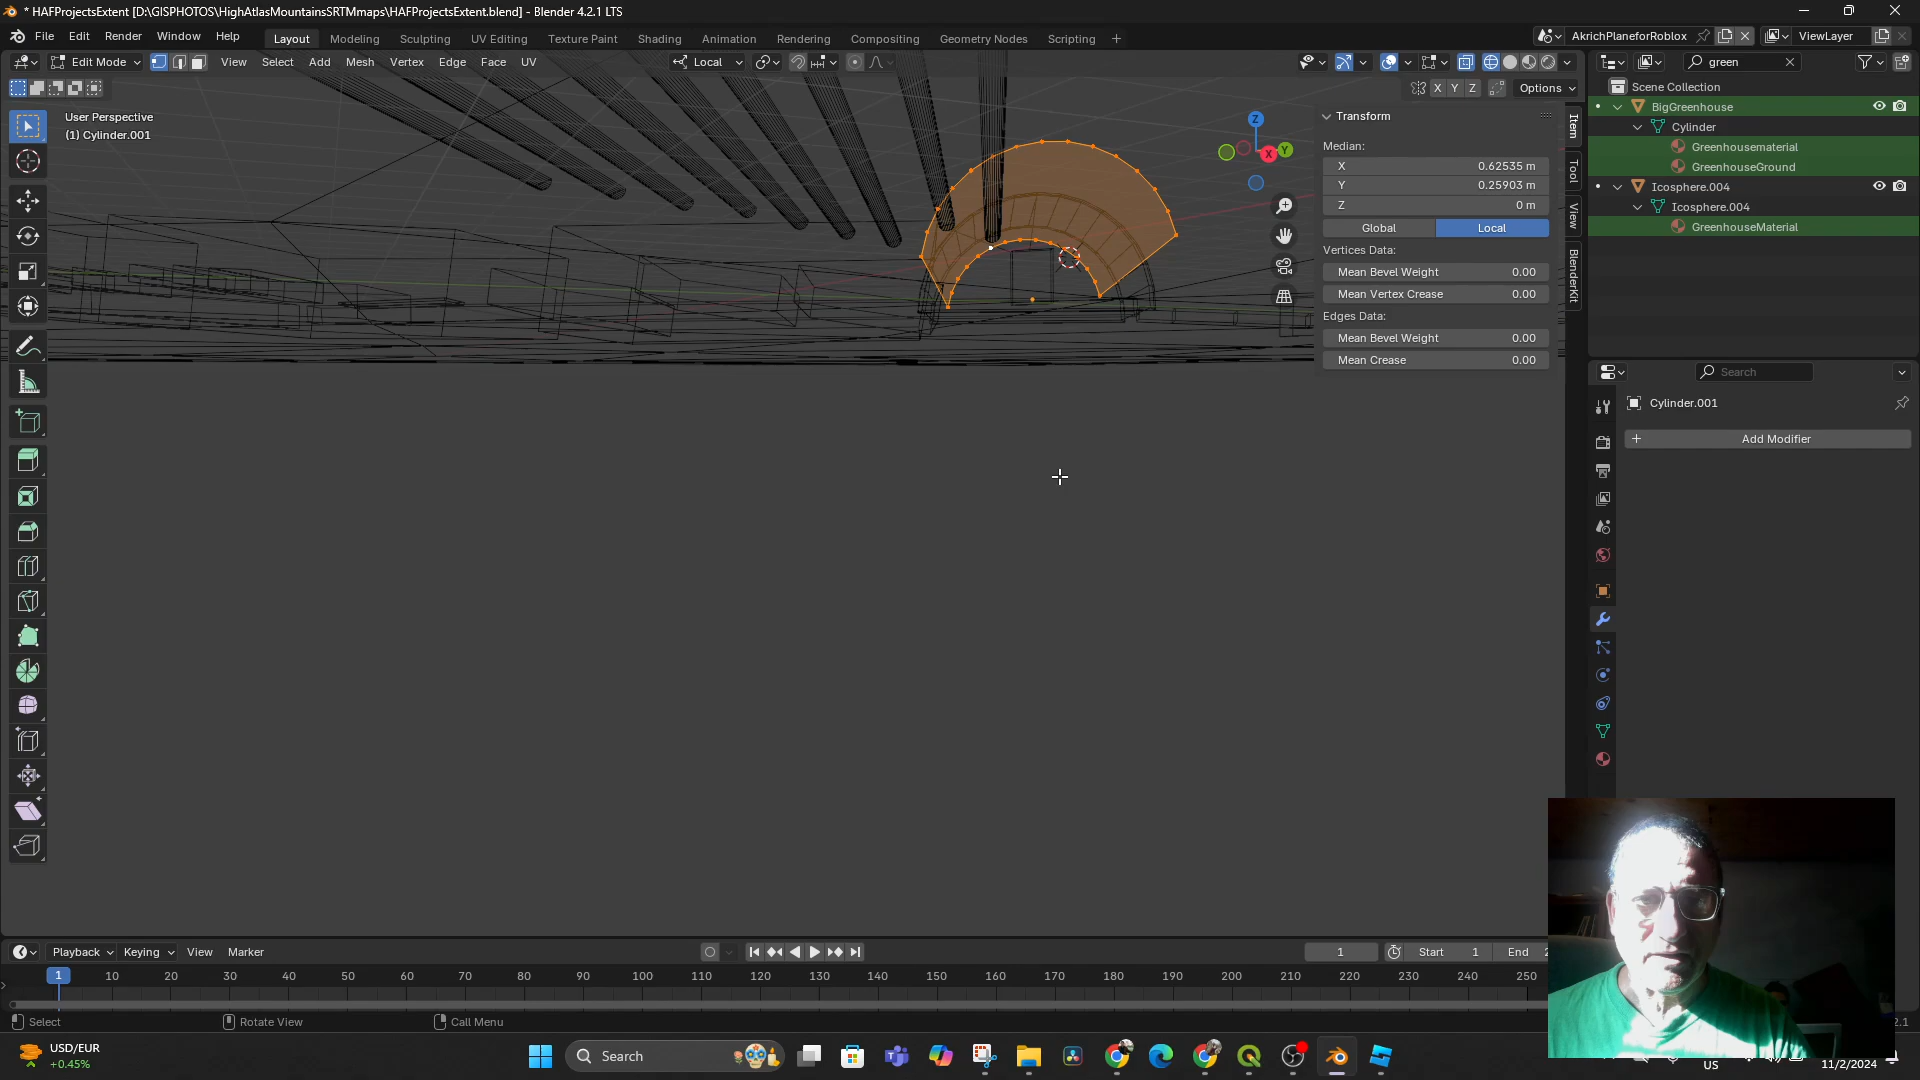 * HAFProjectsExtent [D:\GISPHOTOS\HighAtlasMountainsSRTMmaps\HAFProjectsExtent.blend] - Blender 4.2.1 LTS
File Edit Render Window Help Layout Modeling Sculpting UV Editing Texture Paint Shading Animation Rendering Compositing Geometry Nodes Scripting + AkrichPlaneforRoblox ViewLayer
Edit Mode View Select Add Mesh Vertex Edge Face UV Local green
X Y Z Options
Scene Collection
BigGreenhouse
Cylinder
Greenhousematerial
GreenhouseGround
Icosphere.004
Icosphere.004
GreenhouseMaterial
User Perspective
(1) Cylinder.001
Z
Y
X
Transform
Median:
X 0.62535 m
Y 0.25903 m
Z 0 m
Global Local
Vertices Data:
Mean Bevel Weight 0.00
Mean Vertex Crease 0.00
Edges Data:
Mean Bevel Weight 0.00
Mean Crease 0.00
Item
Tool
View
BlenderKit
Search
Cylinder.001
+ Add Modifier
Playback Keying View Marker 1 Start 1 End 2
1 10 20 30 40 50 60 70 80 90 100 110 120 130 140 150 160 170 180 190 200 210 220 230 240 250
Select Rotate View Call Menu 2.1
USD/EUR
+0.45%
Search
US
11/2/2024